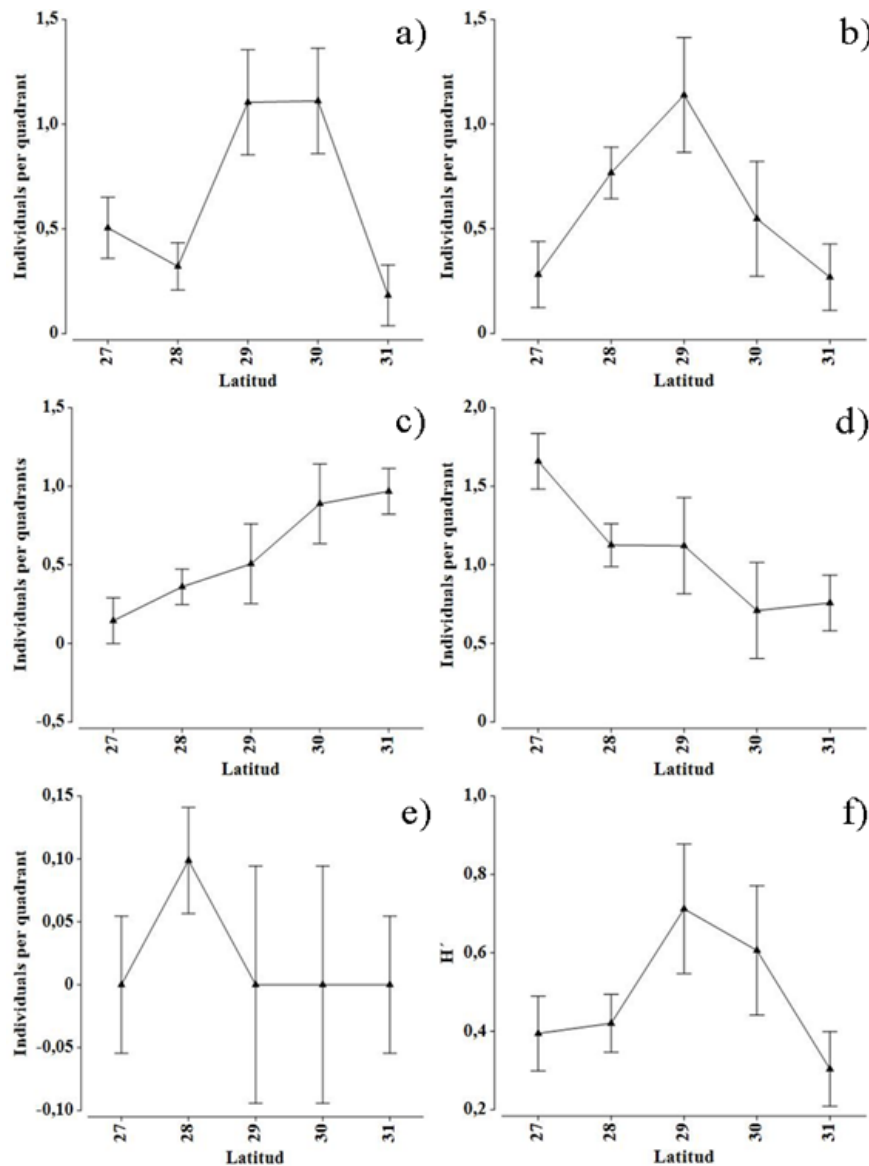 a)
Individuals per quadrant
1,5
1,0
0,5
0
27 28 29 30 31
Latitud
b)
Individuals per quadrant
1,5
1,0
0,5
0
27 28 29 30 31
Latitud
c)
Individuals per quadrants
1,5
1,0
0,5
0
-0,5
27 28 29 30 31
Latitud
d)
Individuals per quadrant
2,0
1,5
1,0
0,5
0
27 28 29 30 31
Latitud
e)
Individuals per quadrant
0,15
0,10
0,05
0
-0,05
-0,10
27 28 29 30 31
Latitud
f)
H´
1,0
0,8
0,6
0,4
0,2
27 28 29 30 31
Latitud